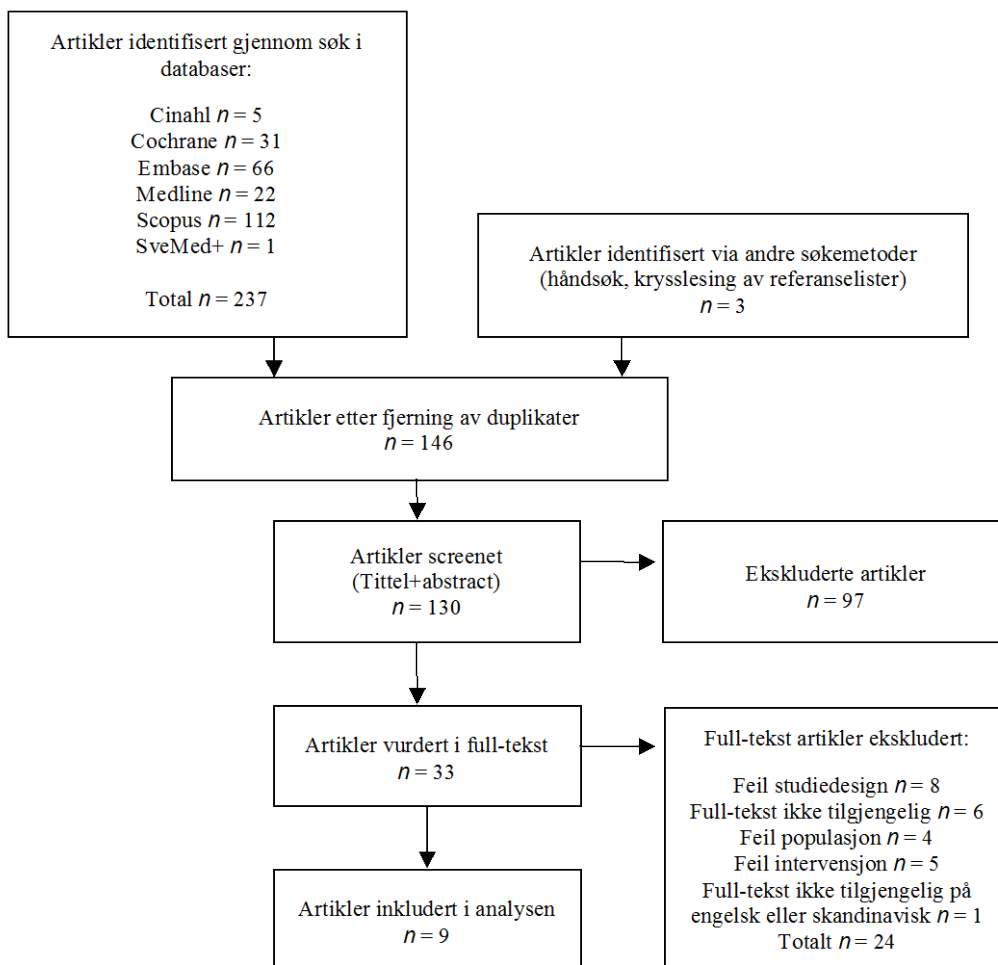 Artikler identifisert gjennom søk i
databaser:
Cinahl n = 5
Cochrane n = 31
Embase n = 66
Medline n = 22
Scopus n = 112
SveMed+ n = 1
Total n = 237
Artikler identifisert via andre søkemetoder
(håndsøk, krysslesing av referanselister)
n = 3
Artikler etter fjerning av duplikater
n = 146
Artikler screenet
(Tittel+abstract)
n = 130
Ekskluderte artikler
n = 97
Artikler vurdert i full-tekst
n = 33
Full-tekst artikler ekskludert:
Feil studiedesign n = 8
Full-tekst ikke tilgjengelig n = 6
Feil populasjon n = 4
Feil intervensjon n = 5
Full-tekst ikke tilgjengelig på
engelsk eller skandinavisk n = 1
Totalt n = 24
Artikler inkludert i analysen
n = 9